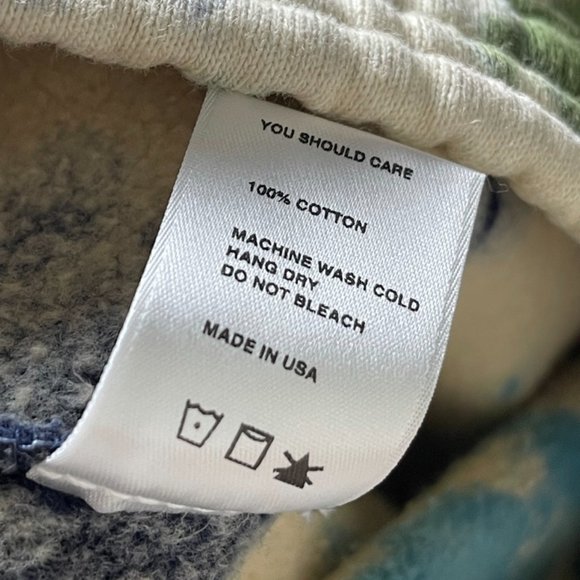 YOU SHOULD CARE
100% COTTON
MACHINE WASH COLD
HANG DRY
DO NOT BLEACH
MADE IN USA